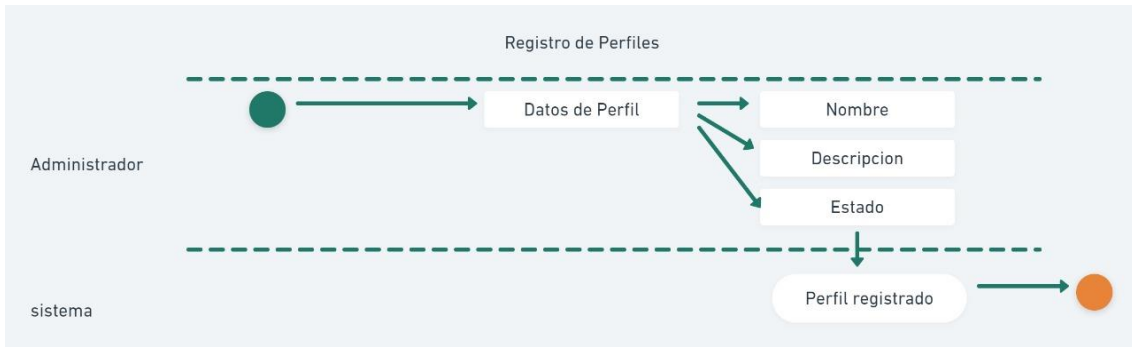 Registro de Perfiles
Datos de Perfil
Nombre
Administrador
Descripcion
Estado
sistema
Perfil registrado